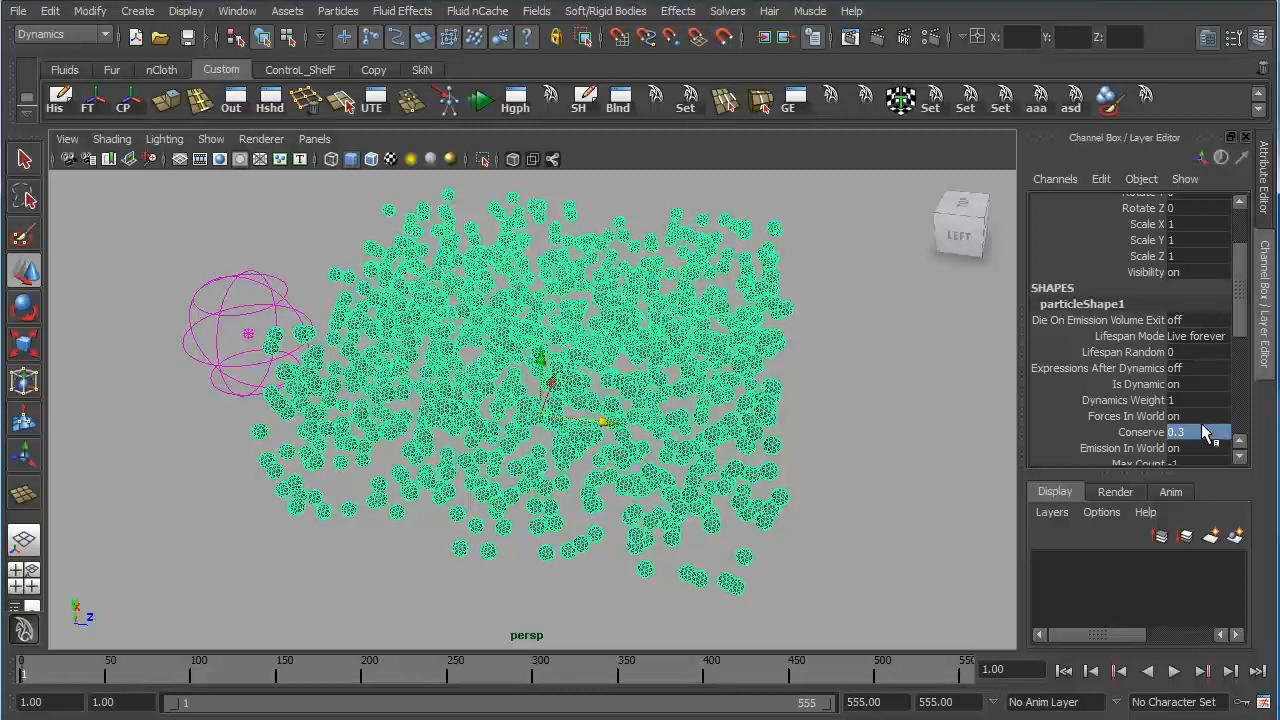 File Edit Modify Create Display Window Assets Particles Fluid Effects Fluid nCache Fields Soft/Rigid Bodies Effects Solvers Hair Muscle Help
Dynamics X: Y: Z:
Fluids Fur nCloth Custom ControL_ShelF Copy SkiN
His FT CP Out Hshd UTE Hgph SH Blnd Set GE Set Set Set aaa asd
View Shading Lighting Show Renderer Panels
Channel Box / Layer Editor
Channels Edit Object Show
Rotate Z 0
Scale X 1
Scale Y 1
Scale Z 1
Visibility on
SHAPES
particleShape1
Die On Emission Volume Exit off
Lifespan Mode Live forever
Lifespan Random 0
Expressions After Dynamics off
Is Dynamic on
Dynamics Weight 1
Forces In World on
Conserve 0.3
Emission In World on
Max Count -1
Attribute Editor
Channel Box / Layer Editor
LEFT
Display Render Anim
Layers Options Help
Z
persp
0 50 100 150 200 250 300 350 400 450 500 55
1
1.00
1.00 1.00 1 555 555.00 555.00 No Anim Layer No Character Set